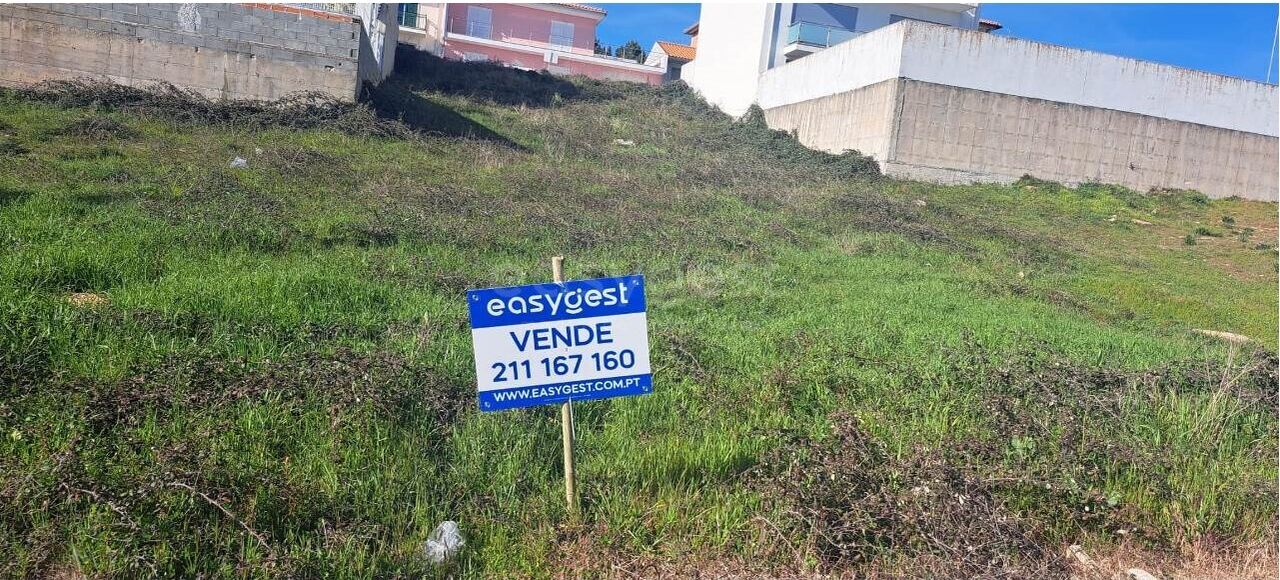 easygest
VENDE
211 167 160
WWW.EASYGEST.COM.PT